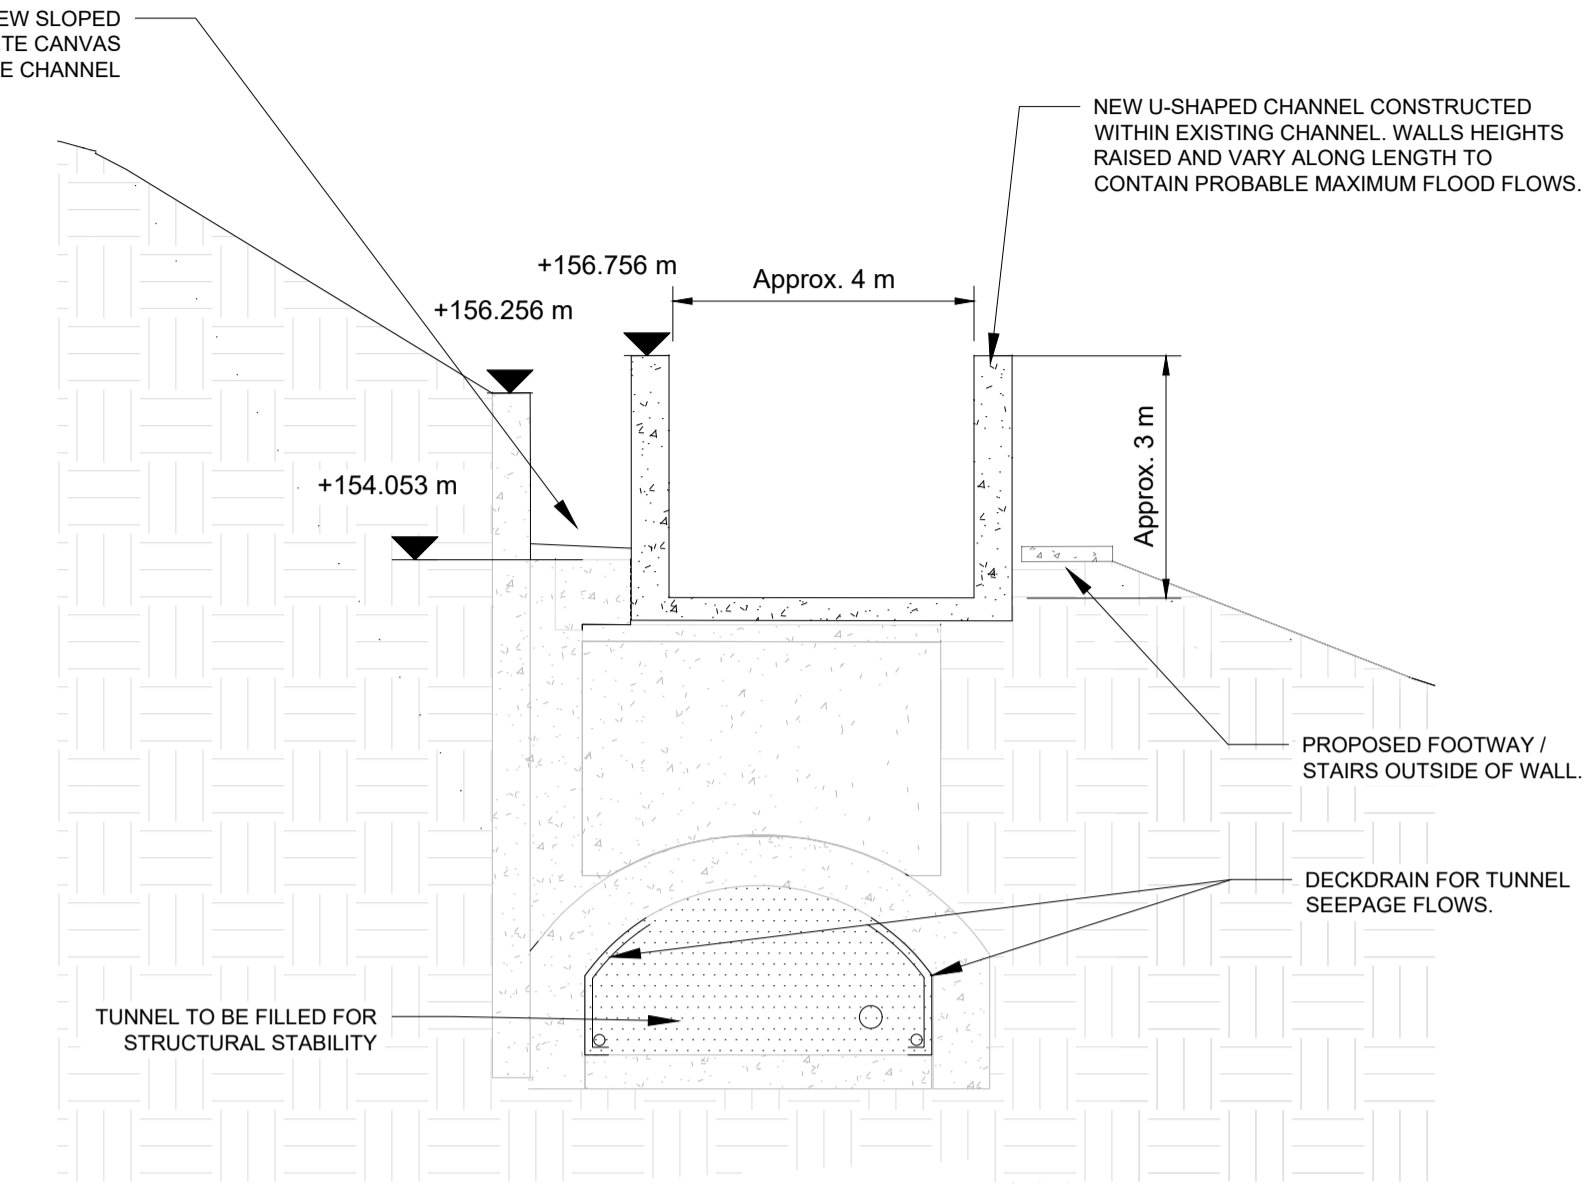 SLOPED
CANVAS
CHANNEL
NEW U-SHAPED CHANNEL CONSTRUCTED
WITHIN EXISTING CHANNEL. WALLS HEIGHTS
RAISED AND VARY ALONG LENGTH TO
CONTAIN PROBABLE MAXIMUM FLOOD FLOWS.
+156.756 m
Approx. 4 m
+156.256 m
Approx. 3 m
+154.053 m
PROPOSED FOOTWAY /
STAIRS OUTSIDE OF WALL.
DECKDRAIN FOR TUNNEL
SEEPAGE FLOWS.
TUNNEL TO BE FILLED FOR
STRUCTURAL STABILITY